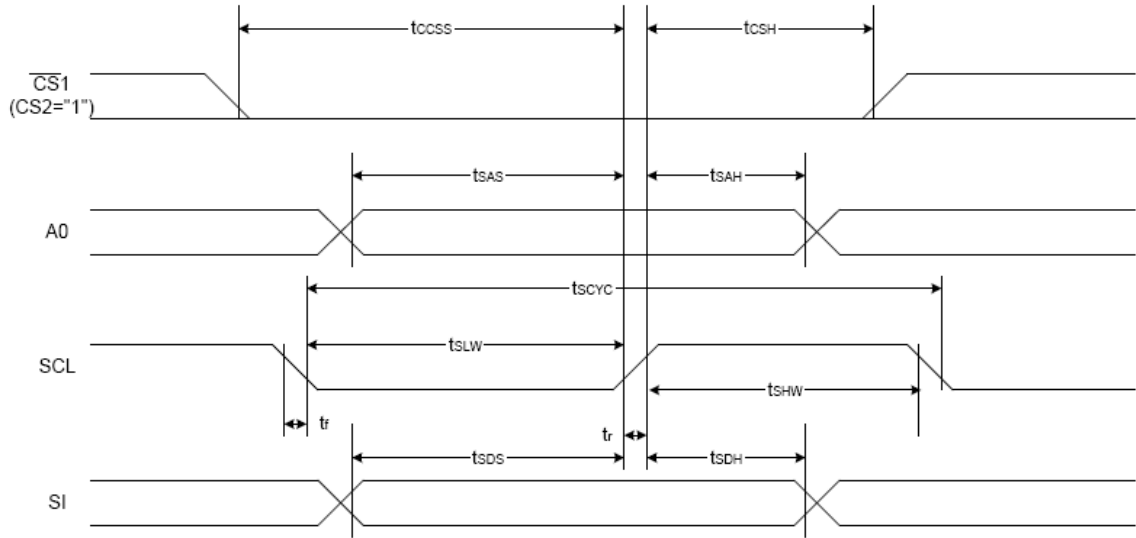 tCCSS
tCSH
CS1
(CS2="1")
tSAS
tSAH
A0
tSCYC
tSLW
SCL
tSHW
tf
tr
tSDS
tSDH
SI